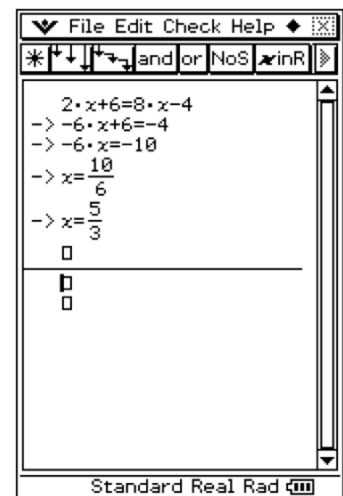 File Edit Check Help
and or NoS xinR
2·x+6=8·x-4
-> -6·x+6=-4
-> -6·x=-10
-> x=10/6
-> x=5/3
Standard Real Rad